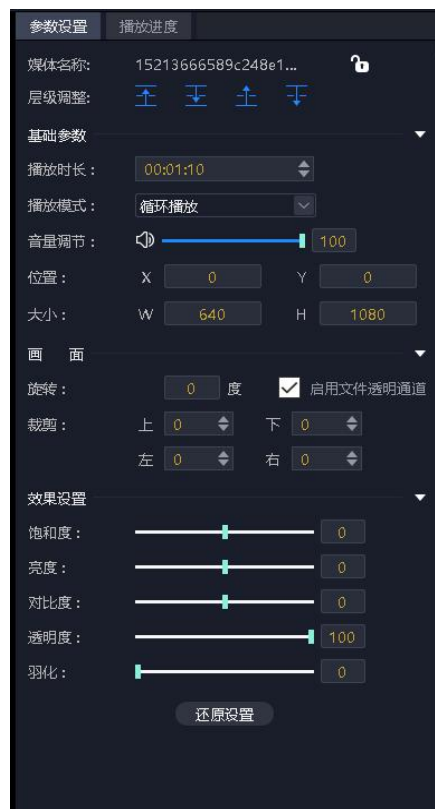 参数设置 播放进度
媒体名称: 15213666589c248e1...
层级调整:
基础参数
播放时长： 00:01:10
播放模式： 循环播放
音量调节： 100
位置： X 0 Y 0
大小： W 640 H 1080
画 面
旋转： 0 度 启用文件透明通道
裁剪： 上 0 下 0
左 0 右 0
效果设置
饱和度： 0
亮度： 0
对比度： 0
透明度： 100
羽化： 0
还原设置